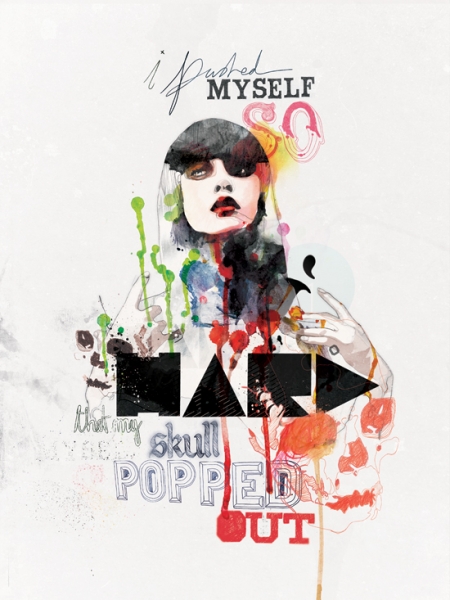 i pushed
MYSELF
SO
HARD
that my
skull
POPPED
OUT